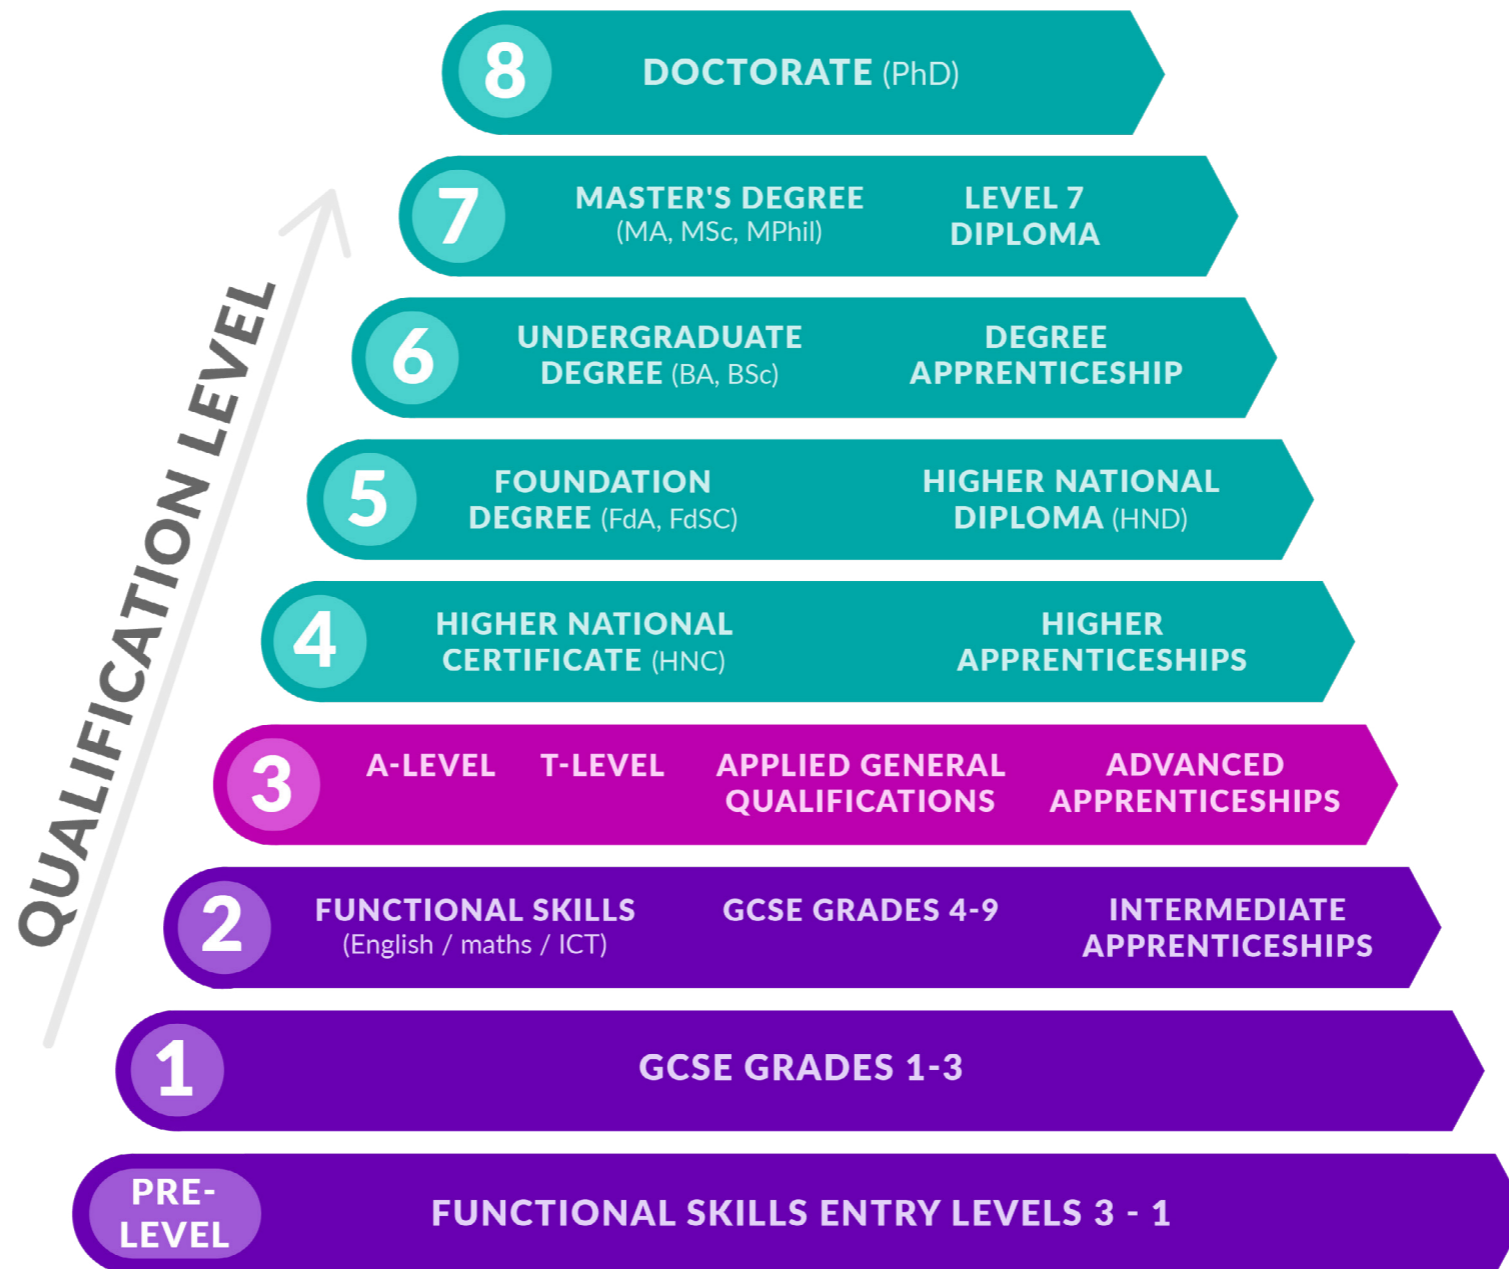 8
DOCTORATE (PhD)
7
MASTER'S DEGREE
(MA, MSc, MPhil)
LEVEL 7
DIPLOMA
6
UNDERGRADUATE
DEGREE (BA, BSc)
DEGREE
APPRENTICESHIP
5
FOUNDATION
DEGREE (FdA, FdSC)
HIGHER NATIONAL
DIPLOMA (HND)
4
HIGHER NATIONAL
CERTIFICATE (HNC)
HIGHER
APPRENTICESHIPS
3
A-LEVEL
T-LEVEL
APPLIED GENERAL
QUALIFICATIONS
ADVANCED
APPRENTICESHIPS
2
FUNCTIONAL SKILLS
(English / maths / ICT)
GCSE GRADES 4-9
INTERMEDIATE
APPRENTICESHIPS
1
GCSE GRADES 1-3
PRE-
LEVEL
FUNCTIONAL SKILLS ENTRY LEVELS 3 - 1
QUALIFICATION LEVEL